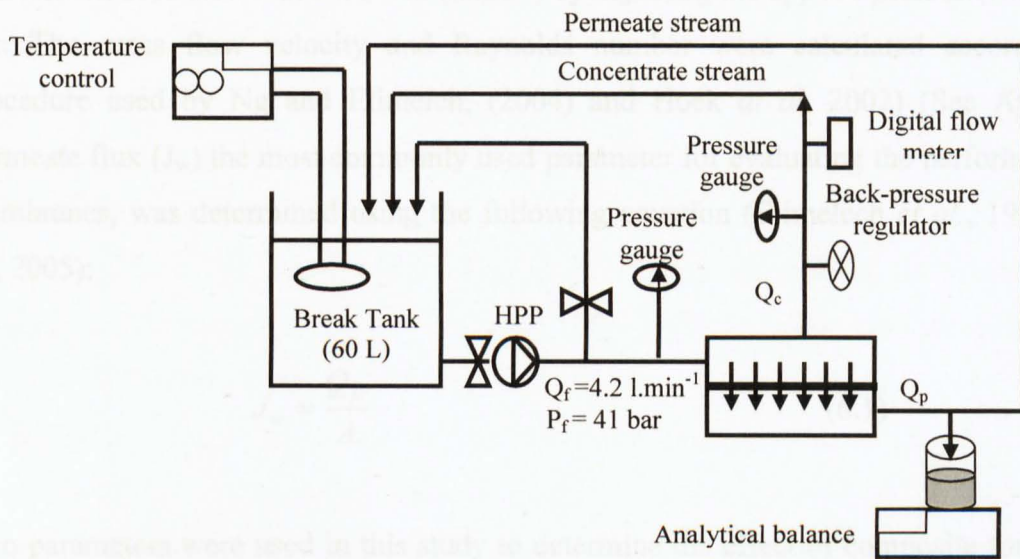 Permeate stream
Concentrate stream
Temperature
control
Digital flow
meter
Pressure
gauge
Back-pressure
regulator
Pressure
gauge
Q_c
Break Tank
(60 L)
HPP
Q_f =4.2 l.min⁻¹
P_f = 41 bar
Q_p
Analytical balance